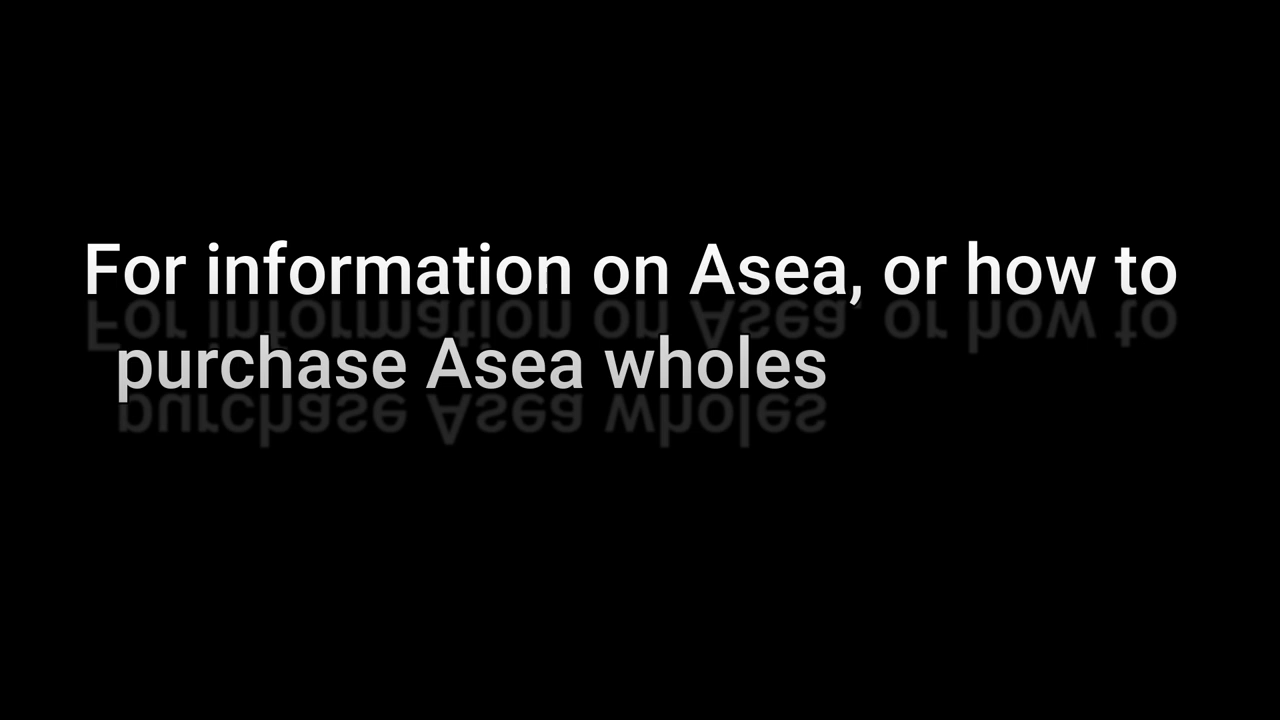 For information on Asea, or how to
purchase Asea wholes